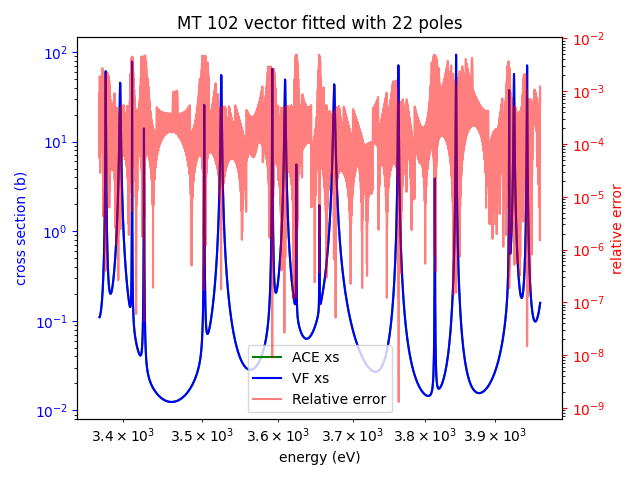 MT 102 vector fitted with 22 poles
cross section (b)
10²
10¹
10⁰
10⁻¹
10⁻²
10⁻²
10⁻³
10⁻⁴
10⁻⁵
10⁻⁶
10⁻⁷
10⁻⁸
10⁻⁹
relative error
ACE xs
VF xs
Relative error
3.4 × 10³ 3.5 × 10³ 3.6 × 10³ 3.7 × 10³ 3.8 × 10³ 3.9 × 10³
energy (eV)